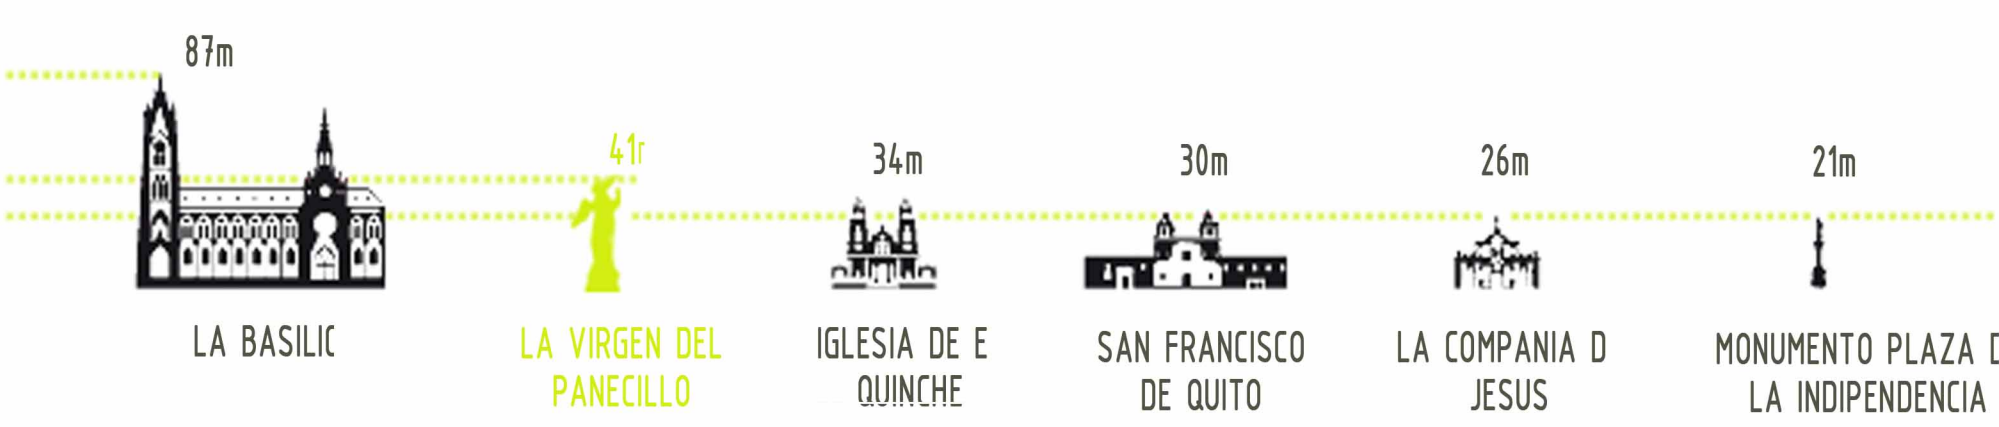 87m
41r
34m
30m
26m
21m
LA BASILIC
LA VIRGEN DEL
PANECILLO
IGLESIA DE E
QUINCHE
SAN FRANCISCO
DE QUITO
LA COMPANIA D
JESUS
MONUMENTO PLAZA D
LA INDIPENDENCIA